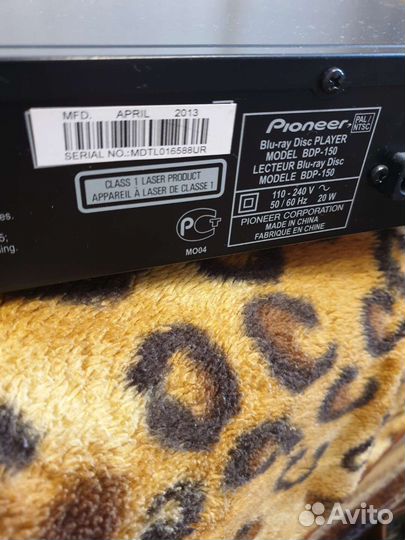 MFD. APRIL 2013
SERIAL NO.:MDTL016588UR
CLASS 1 LASER PRODUCT
APPAREIL À LASER DE CLASSE 1
PG
MO04
Pioneer PAL/
NTSC
Blu-ray Disc PLAYER
MODEL BDP-150
LECTEUR Blu-ray Disc
MODELE BDP-150
110 - 240 V ~
50 / 60 Hz 20 W
PIONEER CORPORATION
MADE IN CHINA
FABRIQUE EN CHINE
Avito